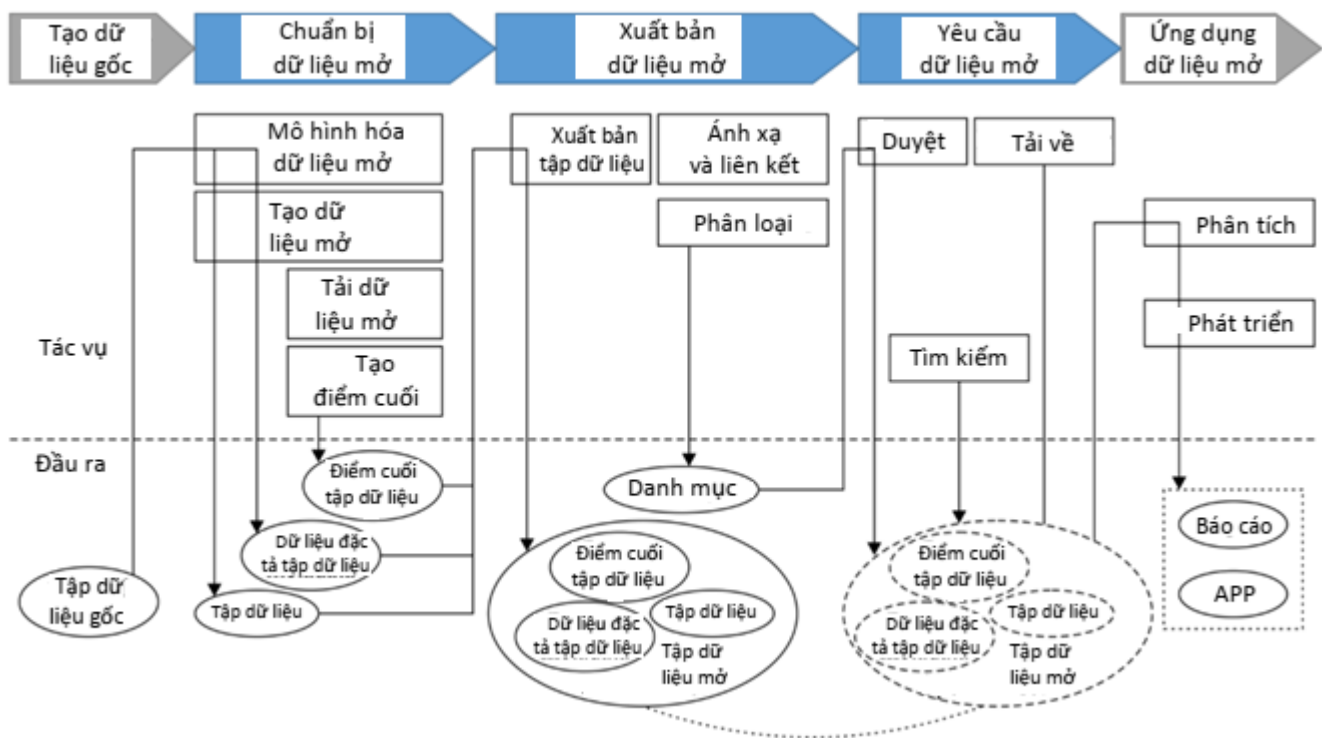 Tạo dữ
liệu gốc
Chuẩn bị
dữ liệu mở
Xuất bản
dữ liệu mở
Yêu cầu
dữ liệu mở
Ứng dụng
dữ liệu mở
Mô hình hóa
dữ liệu mở
Xuất bản
tập dữ liệu
Ánh xạ
và liên kết
Duyệt
Tải về
Tạo dữ
liệu mở
Phân loại
Phân tích
Tải dữ
liệu mở
Phát triển
Tác vụ
Tạo
điểm cuối
Tìm kiếm
Đầu ra
Điểm cuối
tập dữ liệu
Danh mục
Báo cáo
Dữ liệu đặc
tả tập dữ liệu
Điểm cuối
tập dữ liệu
Điểm cuối
tập dữ liệu
Tập dữ
liệu gốc
Tập dữ liệu
Tập dữ liệu
Dữ liệu đặc
tả tập dữ liệu
Tập dữ
liệu mở
Tập dữ liệu
Dữ liệu đặc
tả tập dữ liệu
Tập dữ
liệu mở
APP